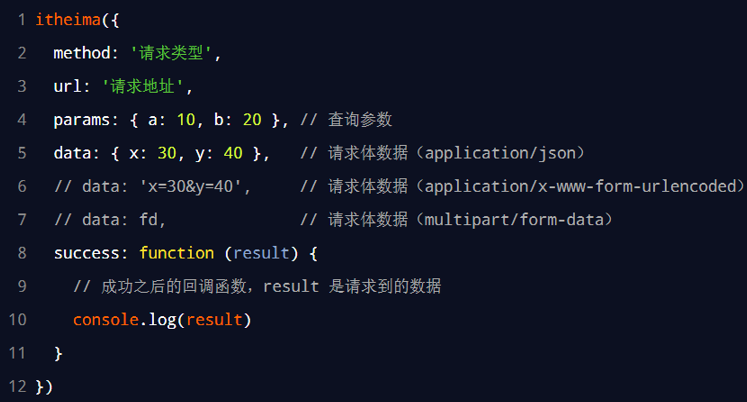 1 itheima({
2 method: '请求类型',
3 url: '请求地址',
4 params: { a: 10, b: 20 }, // 查询参数
5 data: { x: 30, y: 40 }, // 请求体数据（application/json）
6 // data: 'x=30&y=40', // 请求体数据（application/x-www-form-urlencoded）
7 // data: fd, // 请求体数据（multipart/form-data）
8 success: function (result) {
9 // 成功之后的回调函数，result 是请求到的数据
10 console.log(result)
11 }
12 })